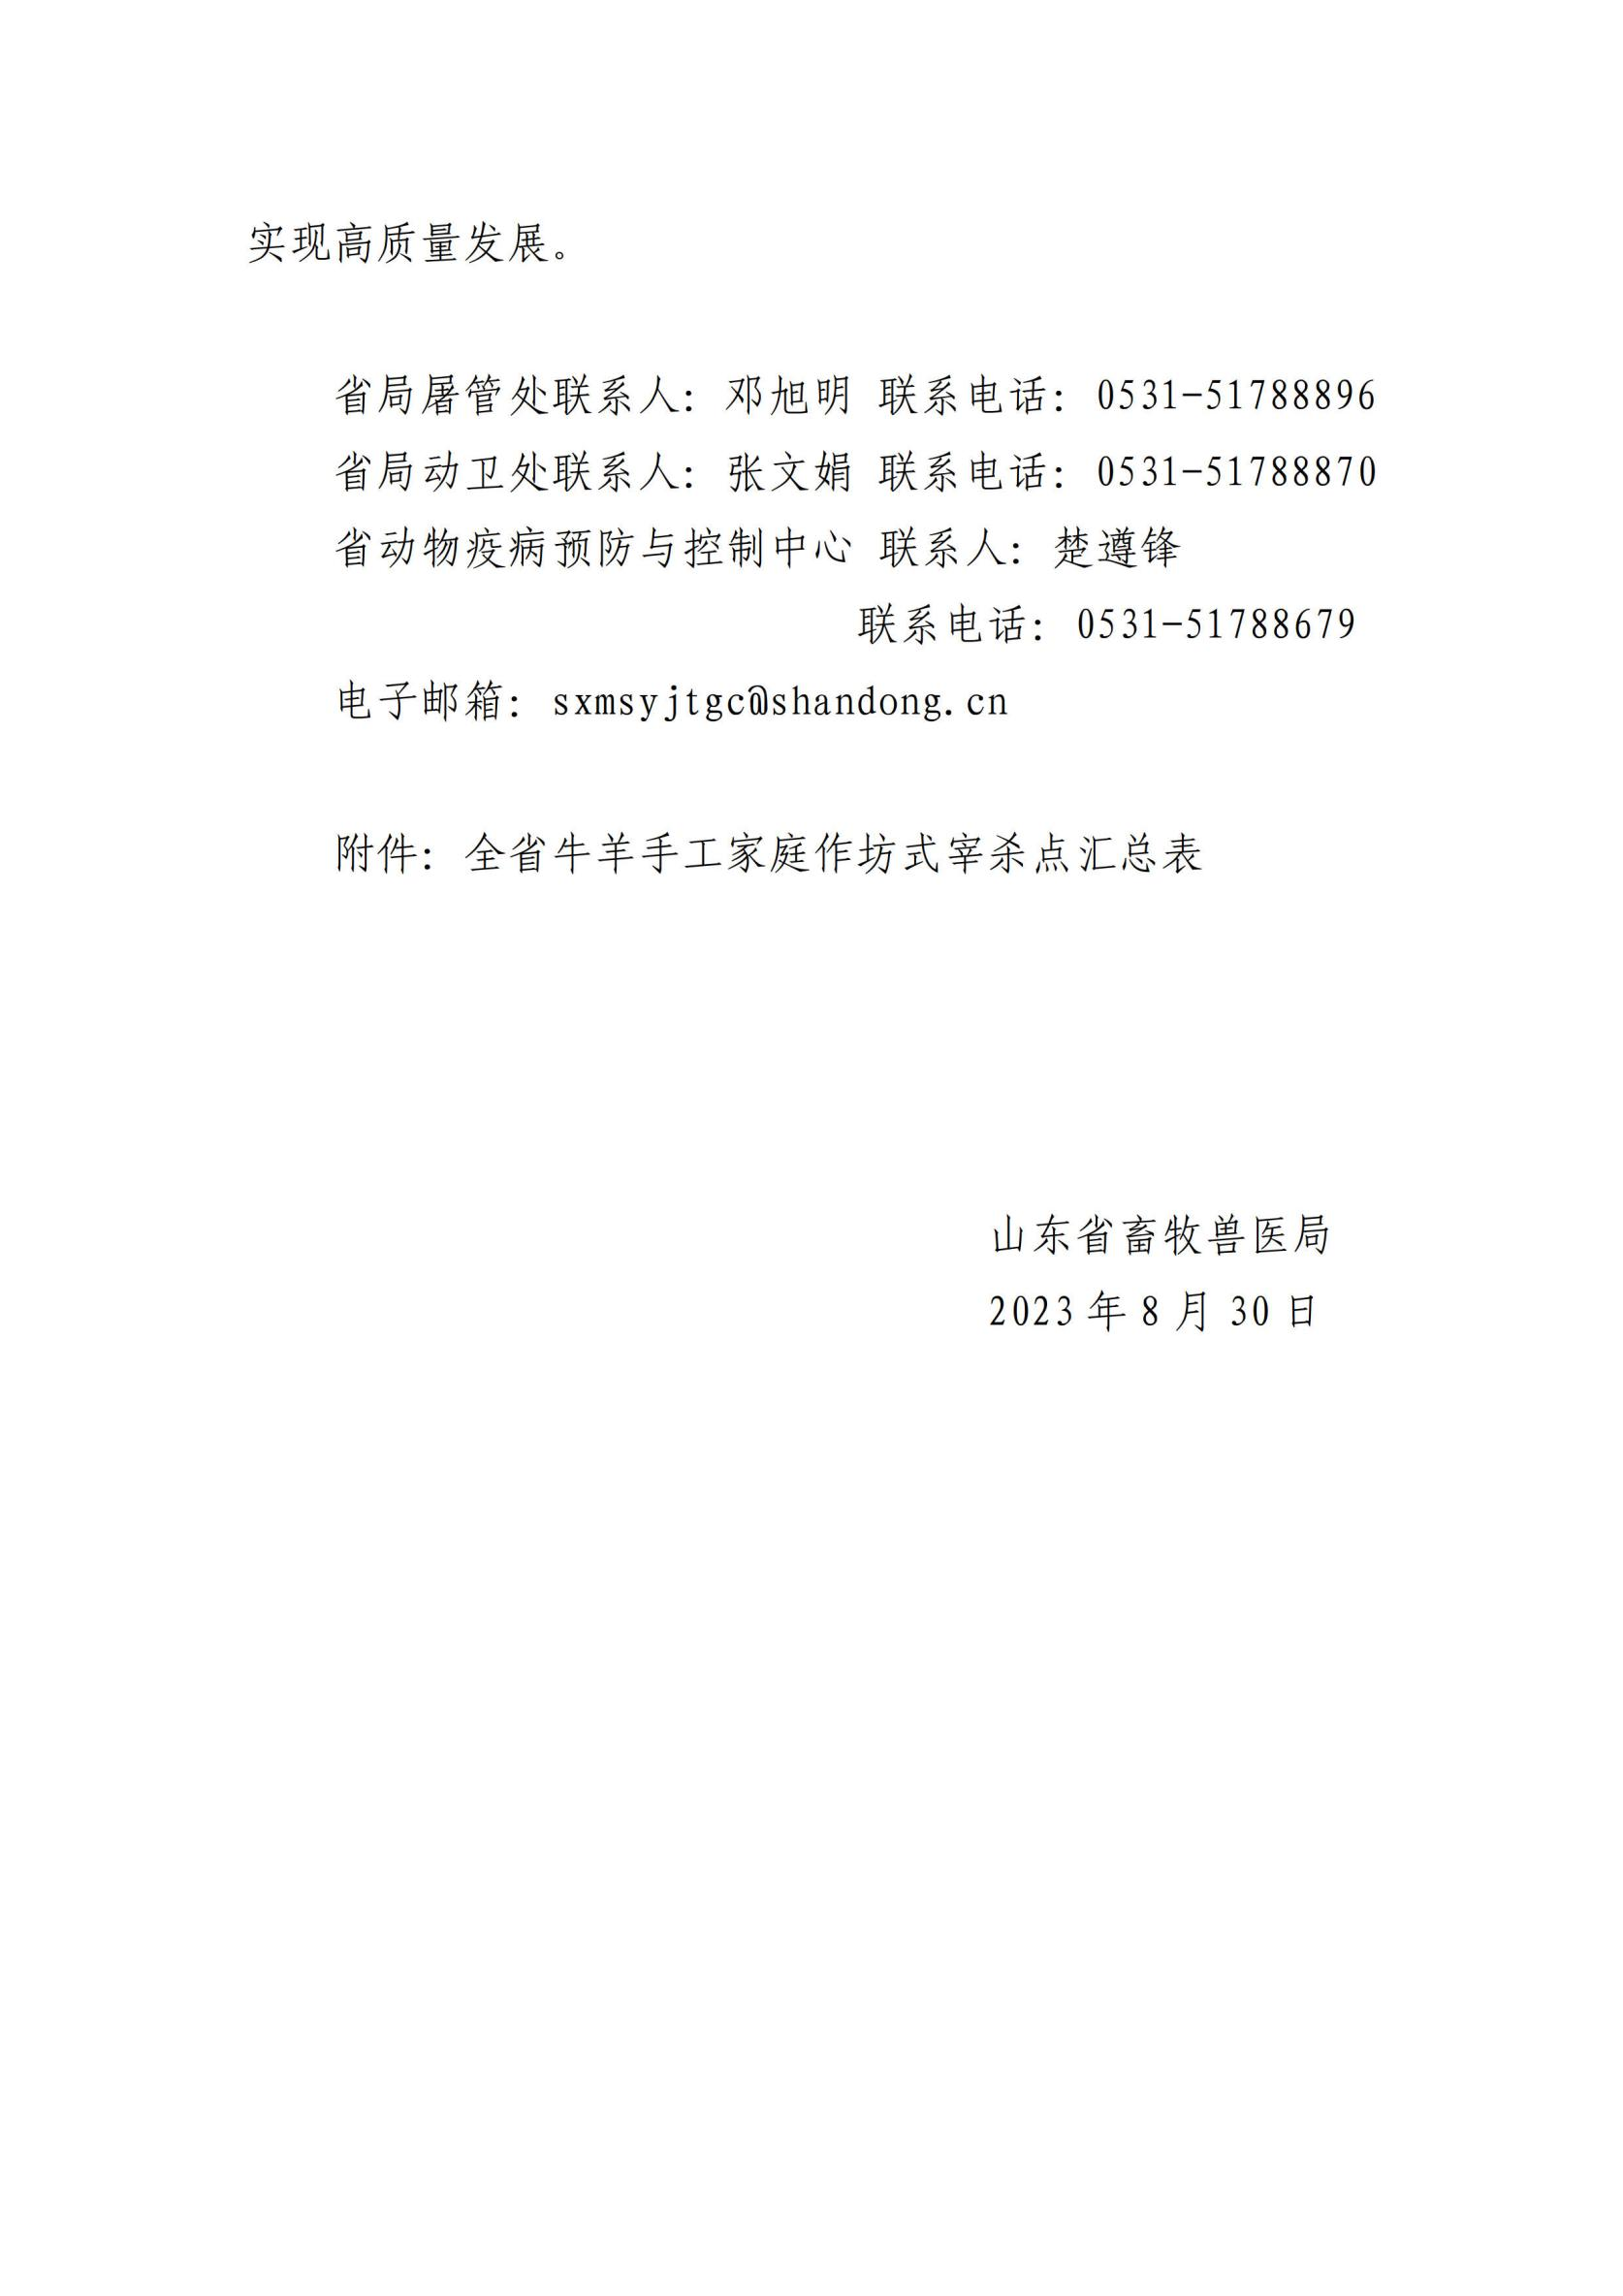 实现高质量发展。
省局屠管处联系人：邓旭明 联系电话：0531-51788896
省局动卫处联系人：张文娟 联系电话：0531-51788870
省动物疫病预防与控制中心 联系人：楚遵锋
联系电话：0531-51788679
电子邮箱：sxmsyjtgc@shandong.cn
附件：全省牛羊手工家庭作坊式宰杀点汇总表
山东省畜牧兽医局
2023年8月30日